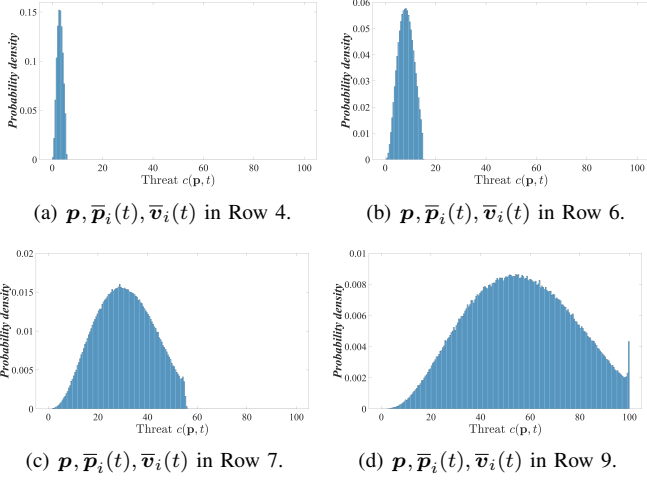 0.15
0.1
0.05
0
Probability density
0 20 40 60 80 100
Threat c(p, t)
(a) p, p̅ᵢ(t), v̅ᵢ(t) in Row 4.
0.06
0.05
0.04
0.03
0.02
0.01
0
Probability density
0 20 40 60 80 100
Threat c(p, t)
(b) p, p̅ᵢ(t), v̅ᵢ(t) in Row 6.
0.02
0.015
0.01
0.005
0
Probability density
0 20 40 60 80 100
Threat c(p, t)
(c) p, p̅ᵢ(t), v̅ᵢ(t) in Row 7.
0.01
0.008
0.006
0.004
0.002
0
Probability density
0 20 40 60 80 100
Threat c(p, t)
(d) p, p̅ᵢ(t), v̅ᵢ(t) in Row 9.